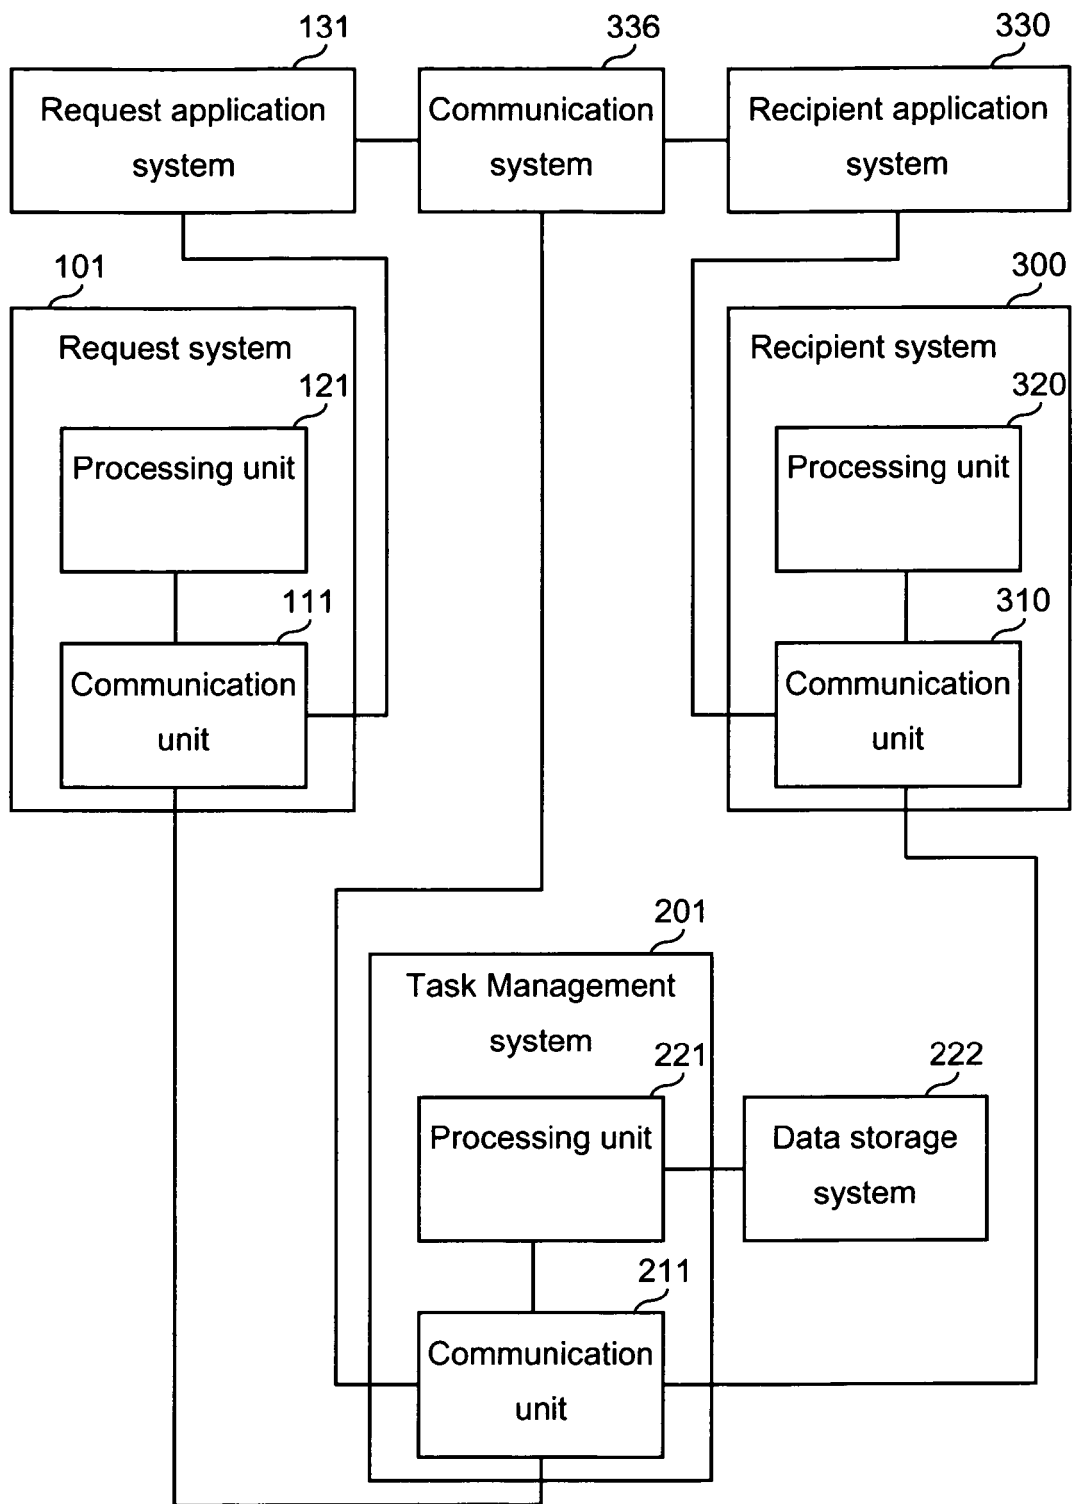 131
336
330
Request application
system
Communication
system
Recipient application
system
101
300
Request system
Recipient system
121
320
Processing unit
Processing unit
111
310
Communication
unit
Communication
unit
201
Task Management
system
221
222
Processing unit
Data storage
system
211
Communication
unit